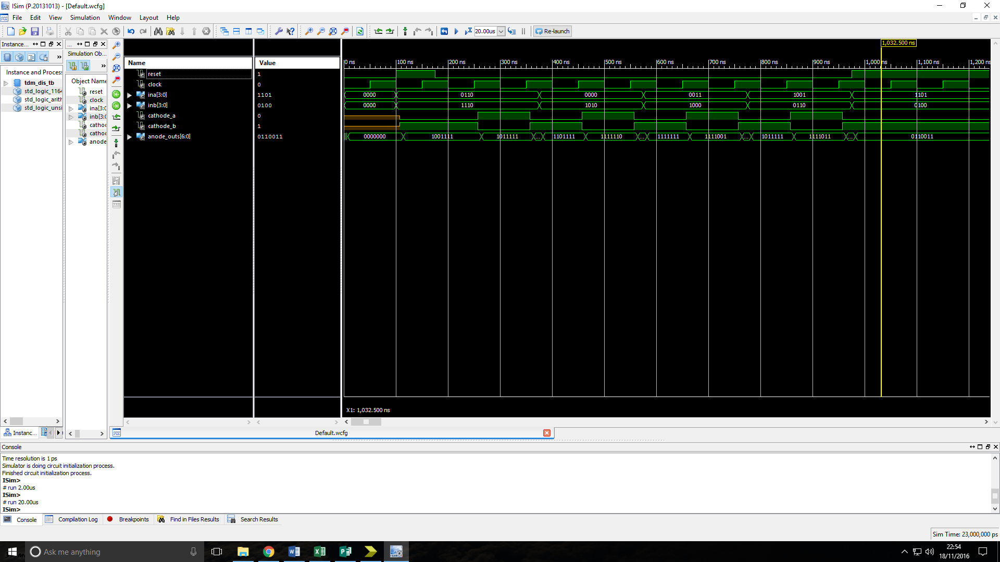 ISim (P.20131013) - [Default.wcfg]
File Edit View Simulation Window Layout Help
20.00us Re-launch
Instance...
... Simulation Ob...
Instance and Process
tdm_dis_tb
std_logic_1164
std_logic_arith
std_logic_unsi
Object Name
reset
clock
ina[3:0
inb[3:0
cathod
cathod
anode
Name Value
reset 1
clock 0
ina[3:0] 1101
inb[3:0] 0100
cathode_a 0
cathode_b 1
anode_outs[6:0] 0110011
1,032.500 ns
0 ns 100 ns 200 ns 300 ns 400 ns 500 ns 600 ns 700 ns 800 ns 900 ns 1,000 ns 1,100 ns 1,200 ns
0000 0110 0000 0011 1001 1101
0000 1110 1010 1000 0110 0100
0000000 1001111 1011111 ... 1101111 1111110 ... 1111111 1111001 ... 1011111 1111011 ... 0110011
X1: 1,032.500 ns
Instanc...
Default.wcfg
Console
Time resolution is 1 ps
Simulator is doing circuit initialization process.
Finished circuit initialization process.
ISim>
# run 2.00us
ISim>
# run 20.00us
ISim>
Console Compilation Log Breakpoints Find in Files Results Search Results
Sim Time: 23,000,000 ps
Ask me anything
22:54
18/11/2016